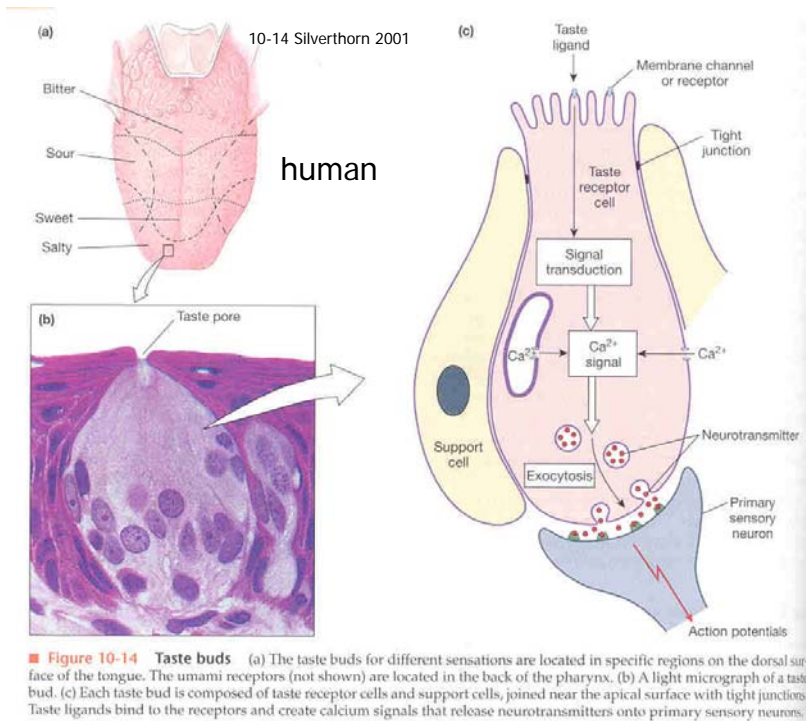 (a)
10-14 Silverthorn 2001
Bitter
Sour
Sweet
Salty
human
(b)
Taste pore
(c)
Taste
ligand
Membrane channel
or receptor
Tight
junction
Taste
receptor
cell
Signal
transduction
Ca2+
Ca2+
signal
Ca2+
Support
cell
Neurotransmitter
Exocytosis
Primary
sensory
neuron
Action potentials
■ Figure 10-14 Taste buds (a) The taste buds for different sensations are located in specific regions on the dorsal sur
face of the tongue. The umami receptors (not shown) are located in the back of the pharynx. (b) A light micrograph of a taste
bud. (c) Each taste bud is composed of taste receptor cells and support cells, joined near the apical surface with tight junctions
Taste ligands bind to the receptors and create calcium signals that release neurotransmitters onto primary sensory neurons.